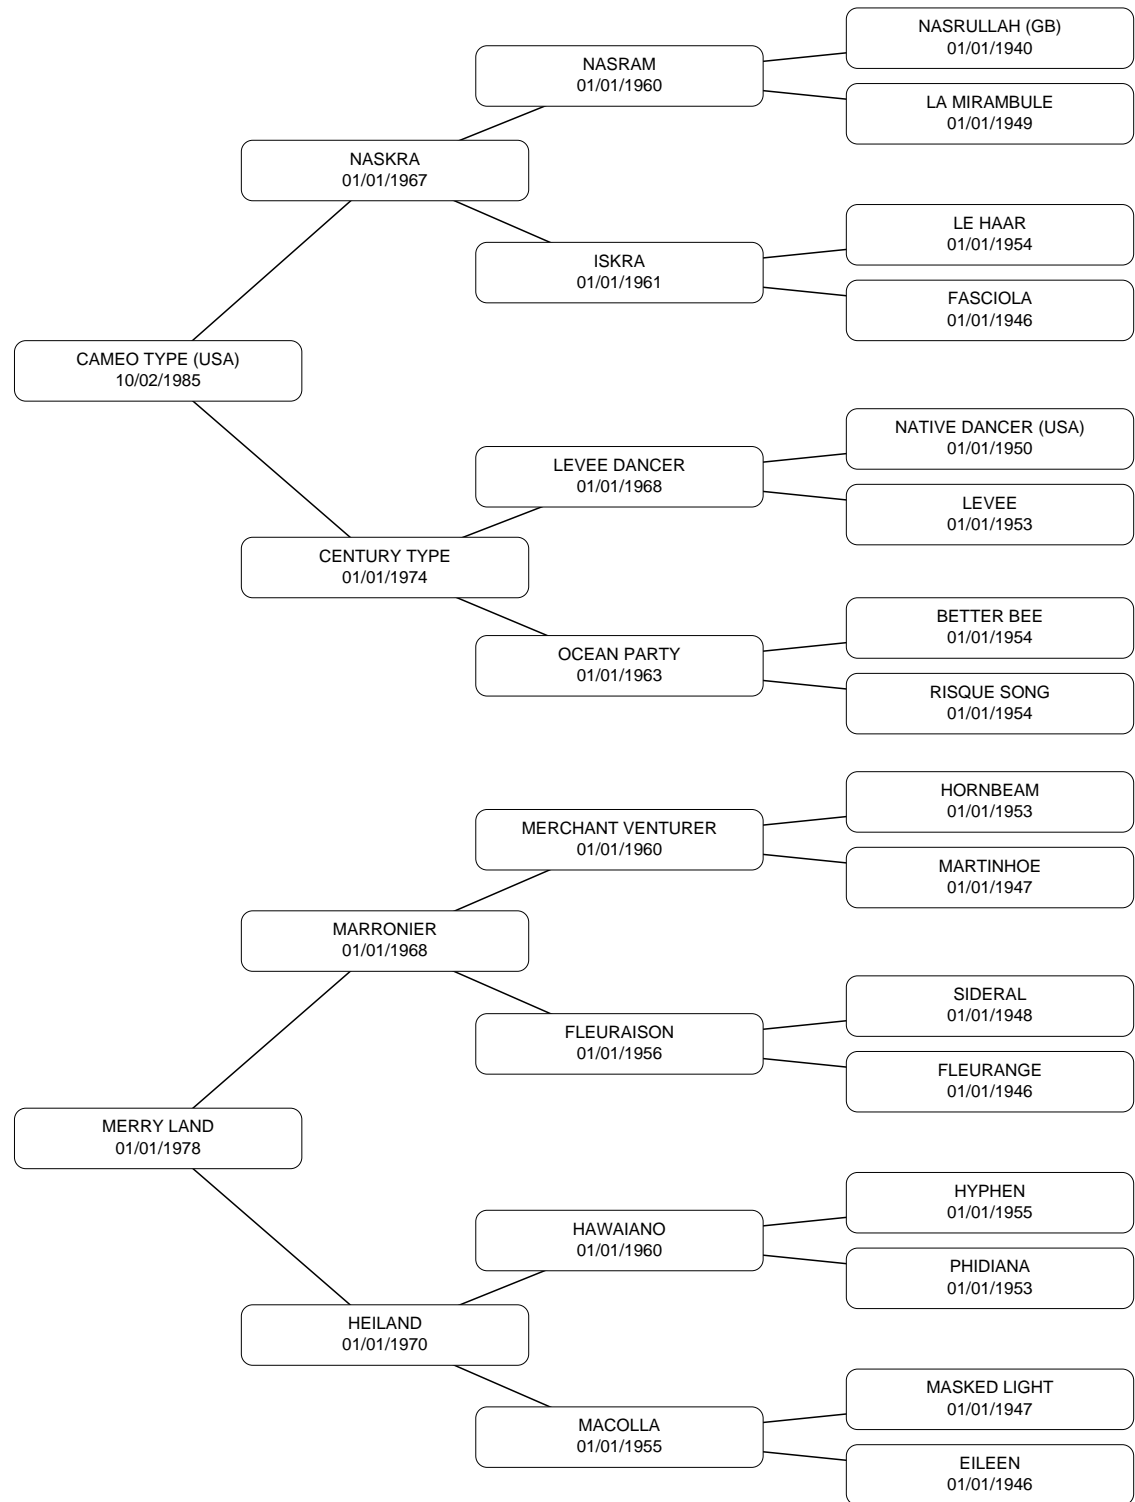 NASRULLAH (GB)
01/01/1940
NASRAM
01/01/1960
LA MIRAMBULE
01/01/1949
NASKRA
01/01/1967
LE HAAR
01/01/1954
ISKRA
01/01/1961
FASCIOLA
01/01/1946
CAMEO TYPE (USA)
10/02/1985
NATIVE DANCER (USA)
01/01/1950
LEVEE DANCER
01/01/1968
LEVEE
01/01/1953
CENTURY TYPE
01/01/1974
BETTER BEE
01/01/1954
OCEAN PARTY
01/01/1963
RISQUE SONG
01/01/1954
HORNBEAM
01/01/1953
MERCHANT VENTURER
01/01/1960
MARTINHOE
01/01/1947
MARRONIER
01/01/1968
SIDERAL
01/01/1948
FLEURAISON
01/01/1956
FLEURANGE
01/01/1946
MERRY LAND
01/01/1978
HYPHEN
01/01/1955
HAWAIANO
01/01/1960
PHIDIANA
01/01/1953
HEILAND
01/01/1970
MASKED LIGHT
01/01/1947
MACOLLA
01/01/1955
EILEEN
01/01/1946